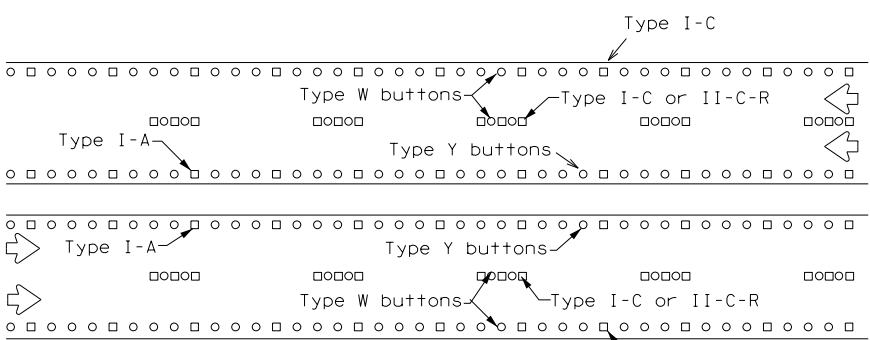 Type I-C
Type W buttons
Type I-C or II-C-R
Type I-A
Type Y buttons
Type I-A
Type Y buttons
Type W buttons
Type I-C or II-C-R